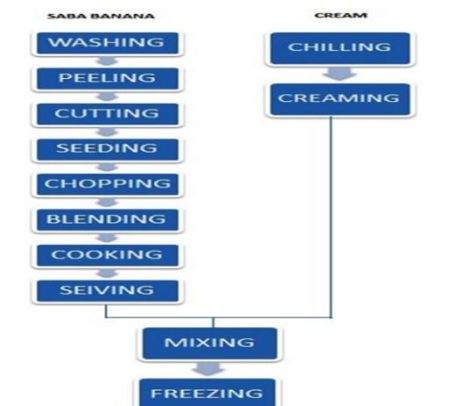 SABA BANANA
WASHING
PEELING
CUTTING
SEEDING
CHOPPING
BLENDING
COOKING
SEIVING
CREAM
CHILLING
CREAMING
MIXING
FREEZING